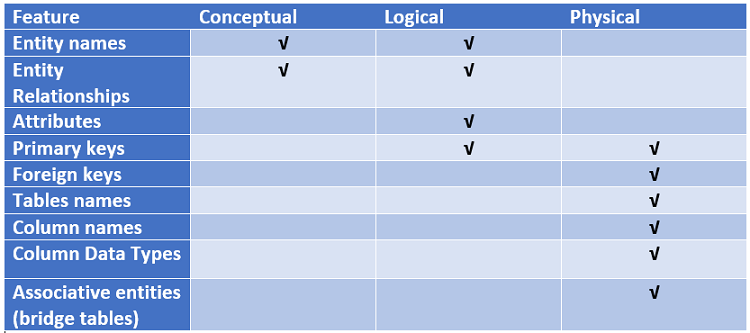 Feature Conceptual Logical Physical
Entity names √ √
Entity √ √
Relationships
Attributes √
Primary keys √ √
Foreign keys √
Tables names √
Column names √
Column Data Types √
Associative entities √
(bridge tables)